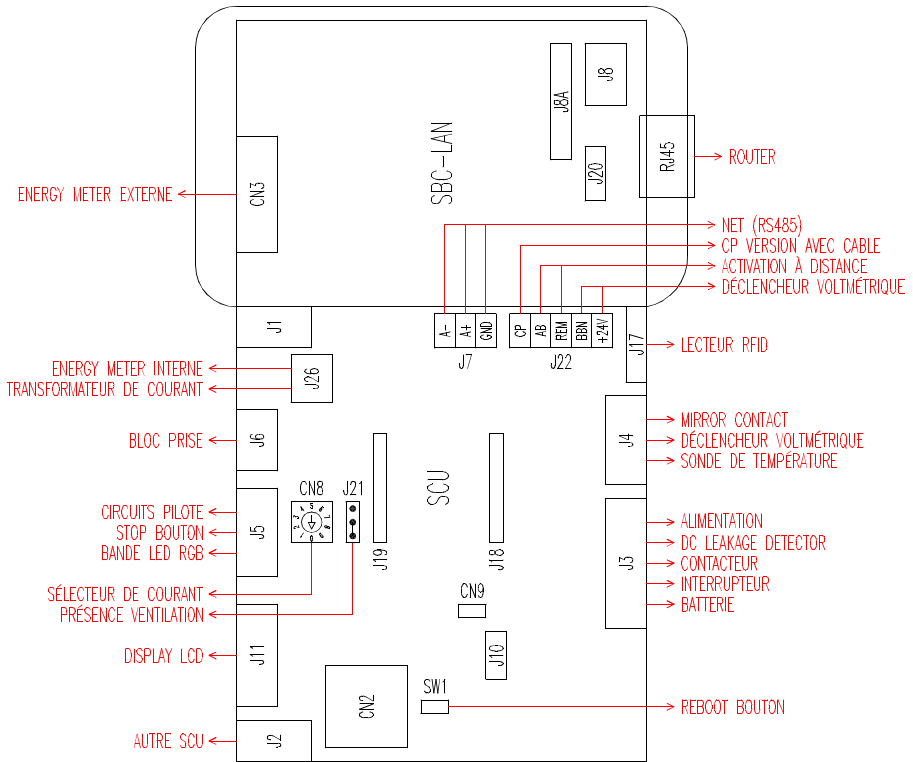 J8
J8A
SBC-LAN
RJ45
ROUTER
J20
CN3
ENERGY METER EXTERNE
NET (RS485)
CP VERSION AVEC CABLE
ACTIVATION À DISTANCE
DÉCLENCHEUR VOLTMÉTRIQUE
J1
A-
A+
GND
CP
AB
REM
BBN
+24V
J7
J22
J17
LECTEUR RFID
ENERGY METER INTERNE
TRANSFORMATEUR DE COURANT
J26
BLOC PRISE
J6
J4
MIRROR CONTACT
DÉCLENCHEUR VOLTMÉTRIQUE
SONDE DE TEMPÉRATURE
SCU
CN8
J21
J19
J18
CIRCUITS PILOTE
STOP BOUTON
BANDE LED RGB
J5
J3
ALIMENTATION
DC LEAKAGE DETECTOR
CONTACTEUR
INTERRUPTEUR
BATTERIE
SÉLECTEUR DE COURANT
PRÉSENCE VENTILATION
CN9
J10
DISPLAY LCD
J11
CN2
SW1
REBOOT BOUTON
AUTRE SCU
J2